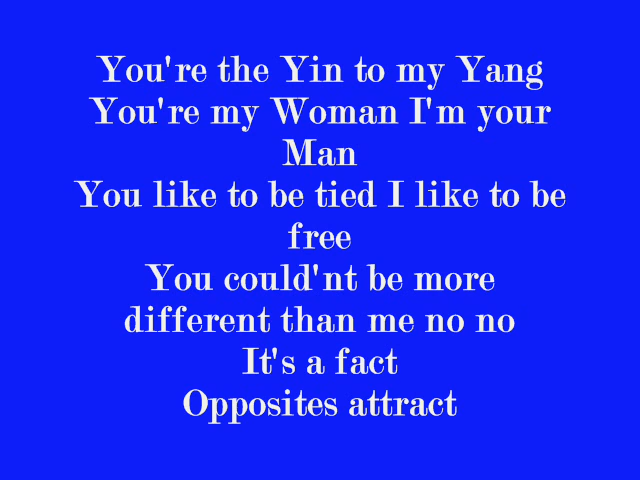 You're the Yin to my Yang
You're my Woman I'm your
Man
You like to be tied I like to be
free
You could'nt be more
different than me no no
It's a fact
Opposites attract